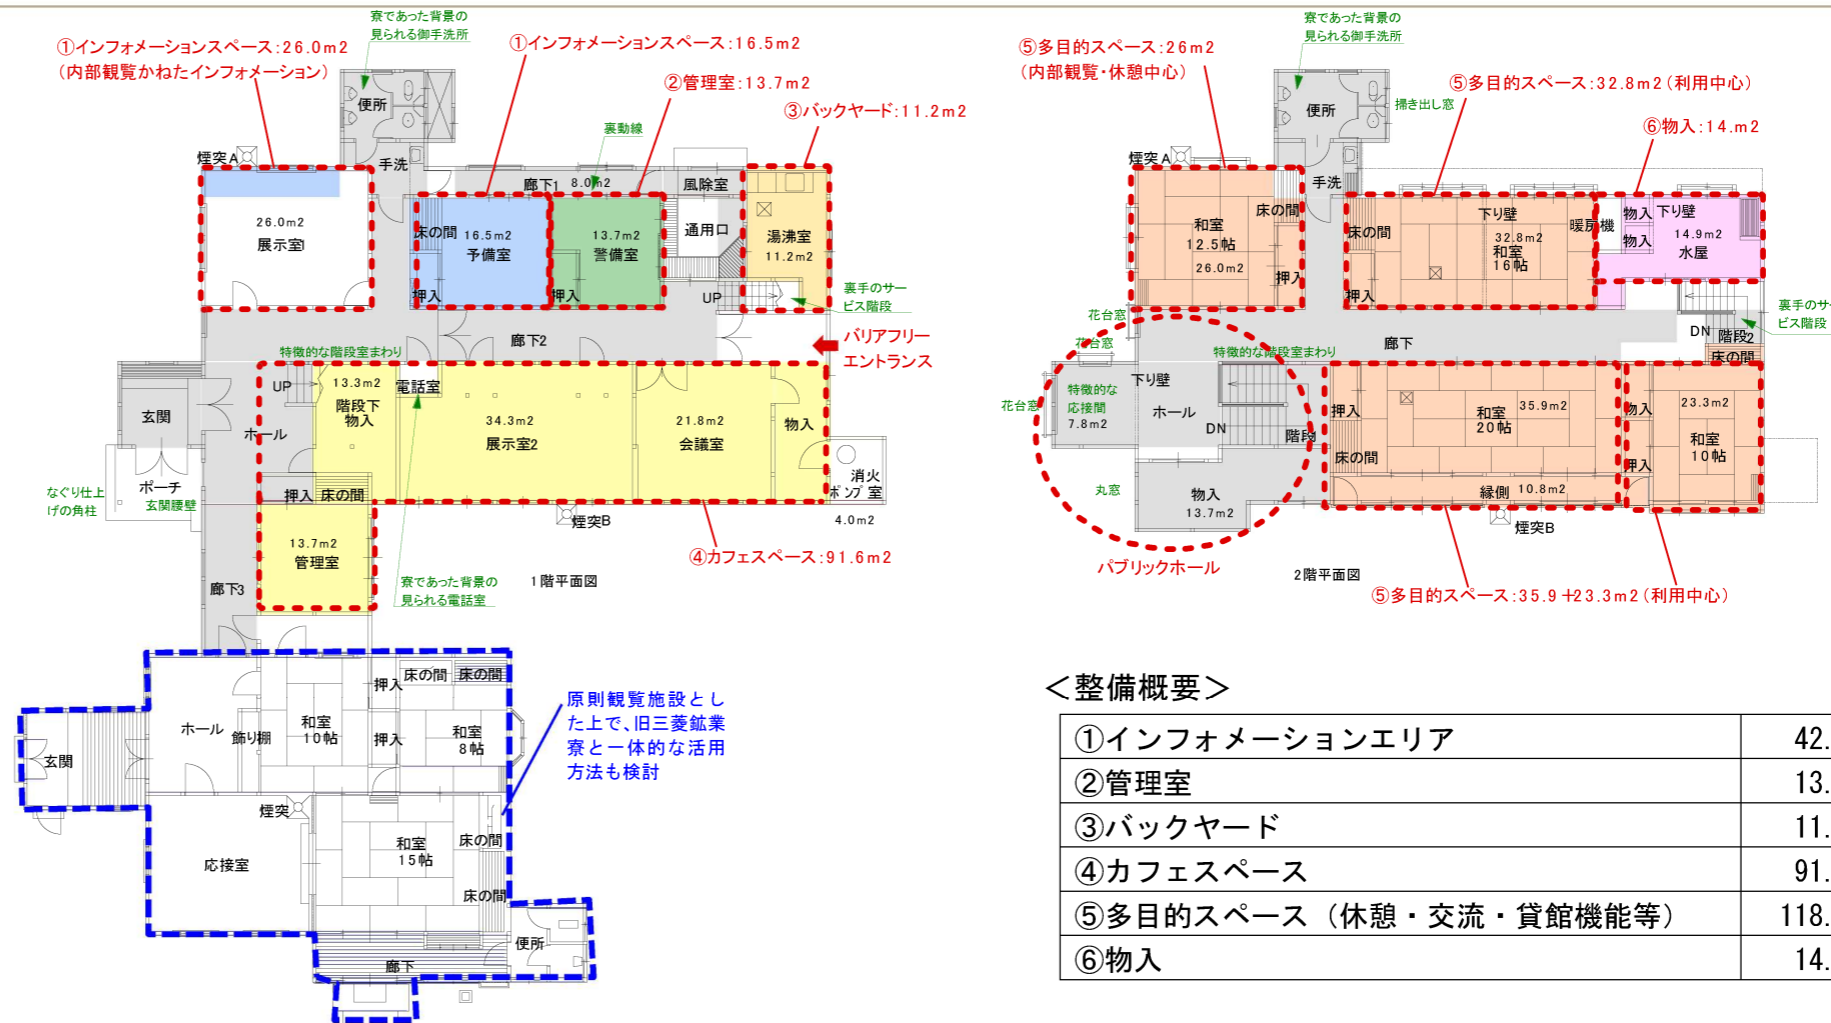 寮であった背景の
見られる御手洗所
①インフォメーションスペース:26.0m2
(内部観覧かねたインフォメーション)
①インフォメーションスペース:16.5m2
②管理室:13.7m2
③バックヤード:11.2m2
便所
裏動線
煙突A
手洗
廊下1 8.0m2
風除室
26.0m2
展示室1
床の間
16.5m2
予備室
押入
13.7m2
警備室
押入
通用口
湯沸室
11.2m2
UP
裏手のサー
ビス階段
廊下2
バリアフリー
エントランス
特徴的な階段室まわり
UP
13.3m2
階段下
物入
電話室
34.3m2
展示室2
21.8m2
会議室
物入
玄関
ホール
ポーチ
なぐり仕上
げの角柱
玄関腰壁
押入 床の間
消火
ポンプ室
4.0m2
煙突B
④カフェスペース:91.6m2
13.7m2
管理室
廊下3
寮であった背景の
見られる電話室
1階平面図
床の間 床の間
押入
ホール
飾り棚
和室
10帖
押入
和室
8帖
玄関
原則観覧施設とし
た上で、旧三菱鉱業
寮と一体的な活用
方法も検討
煙突
応接室
和室
15帖
床の間
床の間
便所
廊下
寮であった背景の
見られる御手洗所
⑤多目的スペース:26m2
(内部観覧・休憩中心)
⑤多目的スペース:32.8m2(利用中心)
掃き出し窓
⑥物入:14.m2
便所
煙突A
手洗
和室
12.5帖
26.0m2
床の間
押入
床の間
下り壁
32.8m2
和室
16帖
押入
暖房機
物入
物入
下り壁
14.9m2
水屋
裏手のサー
ビス階段
DN
階段2
床の間
花台窓
花台窓
花台窓
廊下
特徴的な階段室まわり
下り壁
特徴的な
応接間
7.8m2
ホール
DN
階段
押入
床の間
35.9m2
和室
20帖
物入
押入
23.3m2
和室
10帖
丸窓
物入
13.7m2
縁側 10.8m2
煙突B
パブリックホール
2階平面図
⑤多目的スペース:35.9+23.3m2(利用中心)
<整備概要>
①インフォメーションエリア 42.
②管理室 13.
③バックヤード 11.
④カフェスペース 91.
⑤多目的スペース(休憩・交流・貸館機能等) 118.
⑥物入 14.